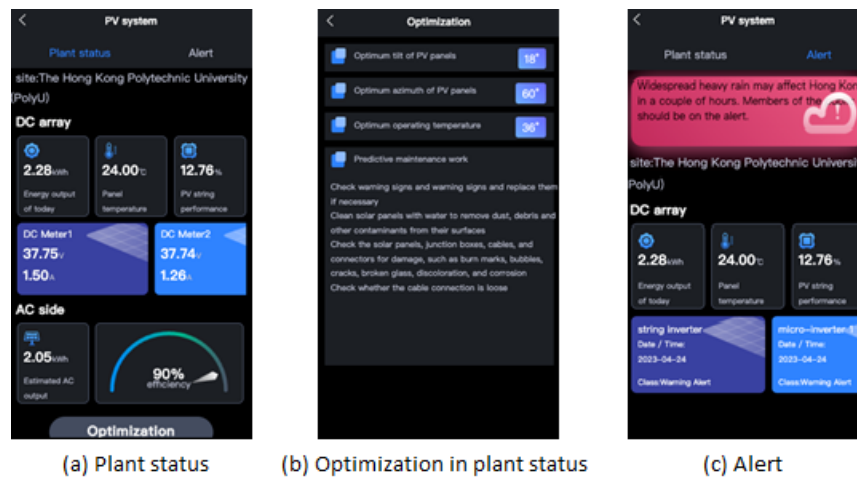 PV system
Plant status
Alert
site:The Hong Kong Polytechnic University
(PolyU)
DC array
2.28kWh
Energy output
of today
24.00℃
Panel
temperature
12.76%
PV string
performance
DC Meter1
37.75V
1.50A
DC Meter2
37.74V
1.26A
AC side
2.05kWh
Estimated AC
output
90%
efficiency
Optimization
(a) Plant status
Optimization
Optimum tilt of PV panels
18°
Optimum azimuth of PV panels
60°
Optimum operating temperature
36°
Predictive maintenance work
Check warning signs and warning signs and replace them
if necessary
Clean solar panels with water to remove dust, debris and
other contaminants from their surfaces
Check the solar panels, junction boxes, cables, and
connectors for damage, such as burn marks, bubbles,
cracks, broken glass, discoloration, and corrosion
Check whether the cable connection is loose
(b) Optimization in plant status
PV system
Plant status
Alert
Widespread heavy rain may affect Hong Kon
in a couple of hours. Members of the
should be on the alert.
site:The Hong Kong Polytechnic Universit
(PolyU)
DC array
2.28kWh
Energy output
of today
24.00℃
Panel
temperature
12.76%
PV string
performance
string inverter
Date / Time:
2023-04-24
Class:Warning Alert
micro-inverter 1
Date / Time:
2023-04-24
Class:Warning Alert
(c) Alert